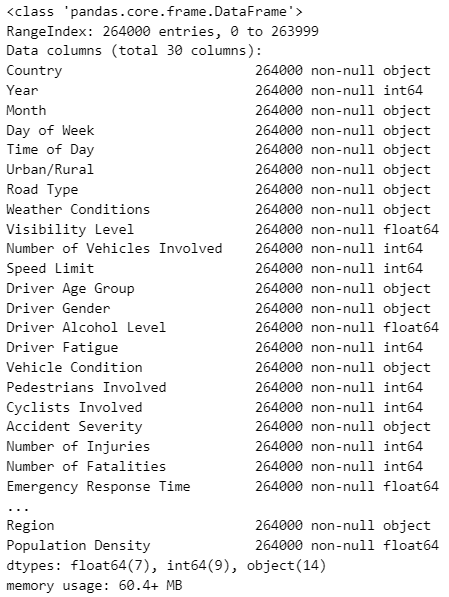 <class 'pandas.core.frame.DataFrame'>
RangeIndex: 264000 entries, 0 to 263999
Data columns (total 30 columns):
Country                        264000 non-null object
Year                           264000 non-null int64
Month                          264000 non-null object
Day of Week                    264000 non-null object
Time of Day                    264000 non-null object
Urban/Rural                    264000 non-null object
Road Type                      264000 non-null object
Weather Conditions             264000 non-null object
Visibility Level               264000 non-null float64
Number of Vehicles Involved    264000 non-null int64
Speed Limit                    264000 non-null int64
Driver Age Group               264000 non-null object
Driver Gender                  264000 non-null object
Driver Alcohol Level           264000 non-null float64
Driver Fatigue                 264000 non-null int64
Vehicle Condition              264000 non-null object
Pedestrians Involved           264000 non-null int64
Cyclists Involved              264000 non-null int64
Accident Severity              264000 non-null object
Number of Injuries             264000 non-null int64
Number of Fatalities           264000 non-null int64
Emergency Response Time        264000 non-null float64
...
Region                         264000 non-null object
Population Density             264000 non-null float64
dtypes: float64(7), int64(9), object(14)
memory usage: 60.4+ MB